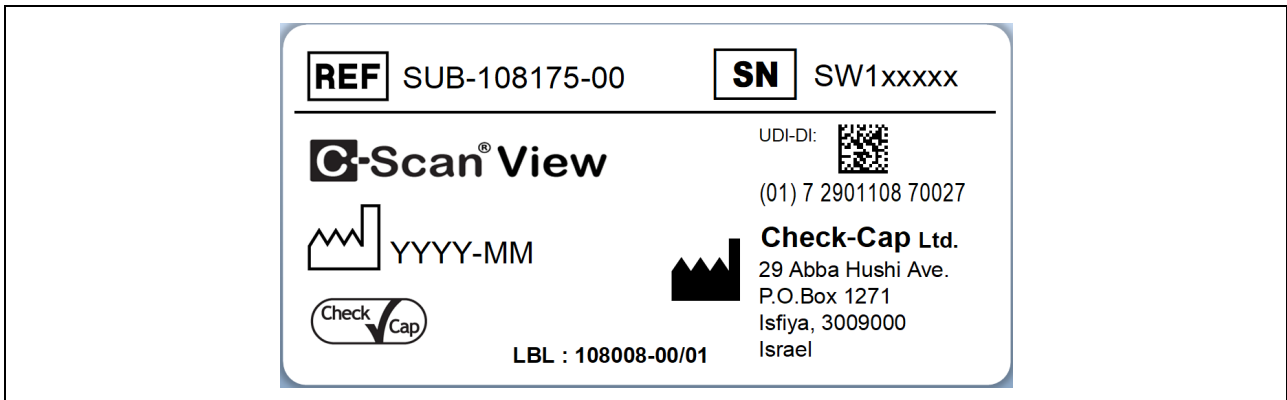 REF SUB-108175-00 SN SW1xxxxx
C-Scan® View
UDI-DI:
(01) 7 2901108 70027
YYYY-MM
Check-Cap Ltd.
29 Abba Hushi Ave.
P.O.Box 1271
Isfiya, 3009000
Israel
Check Cap
LBL : 108008-00/01